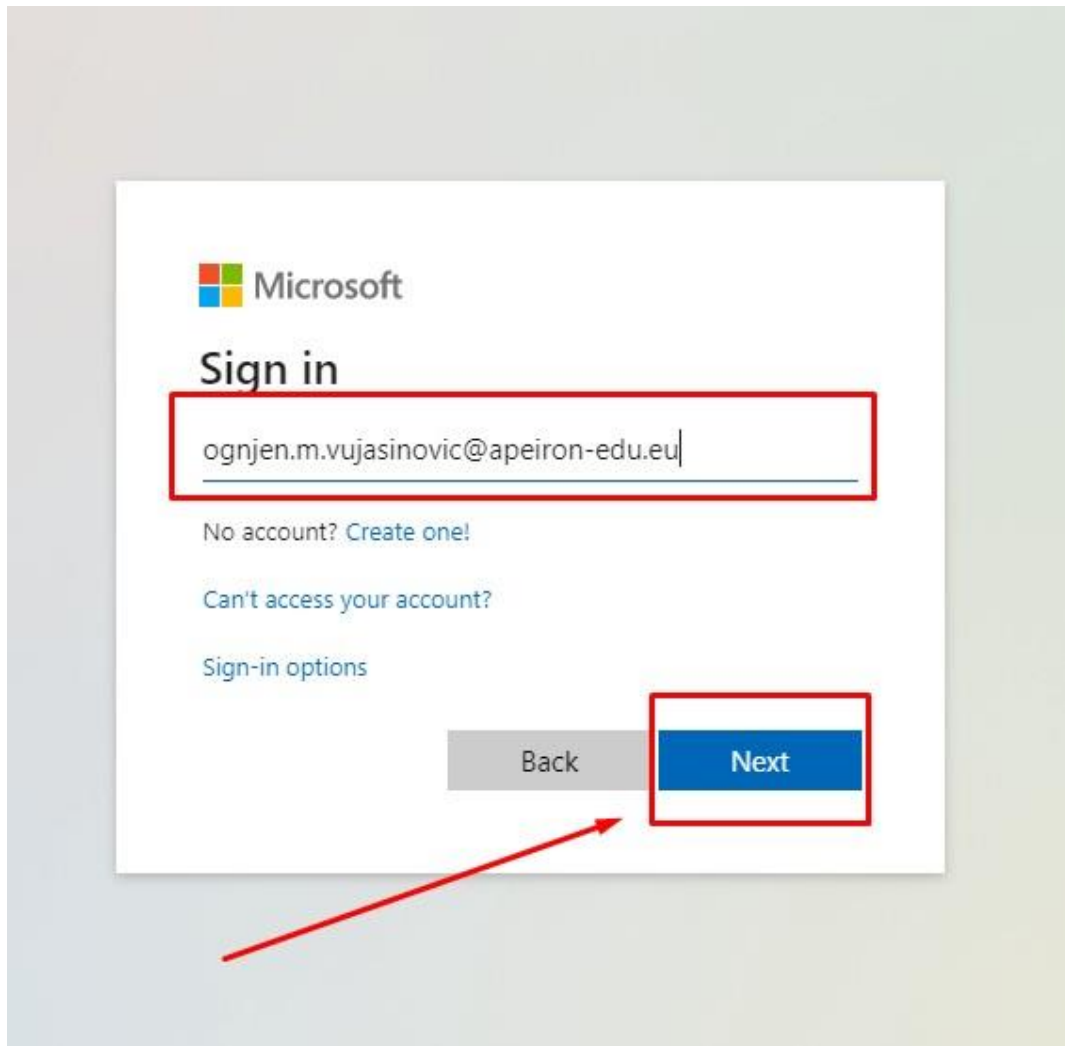 Microsoft
Sign in
ognjen.m.vujasinovic@apeiron-edu.eu
No account? Create one!
Can't access your account?
Sign-in options
Back Next